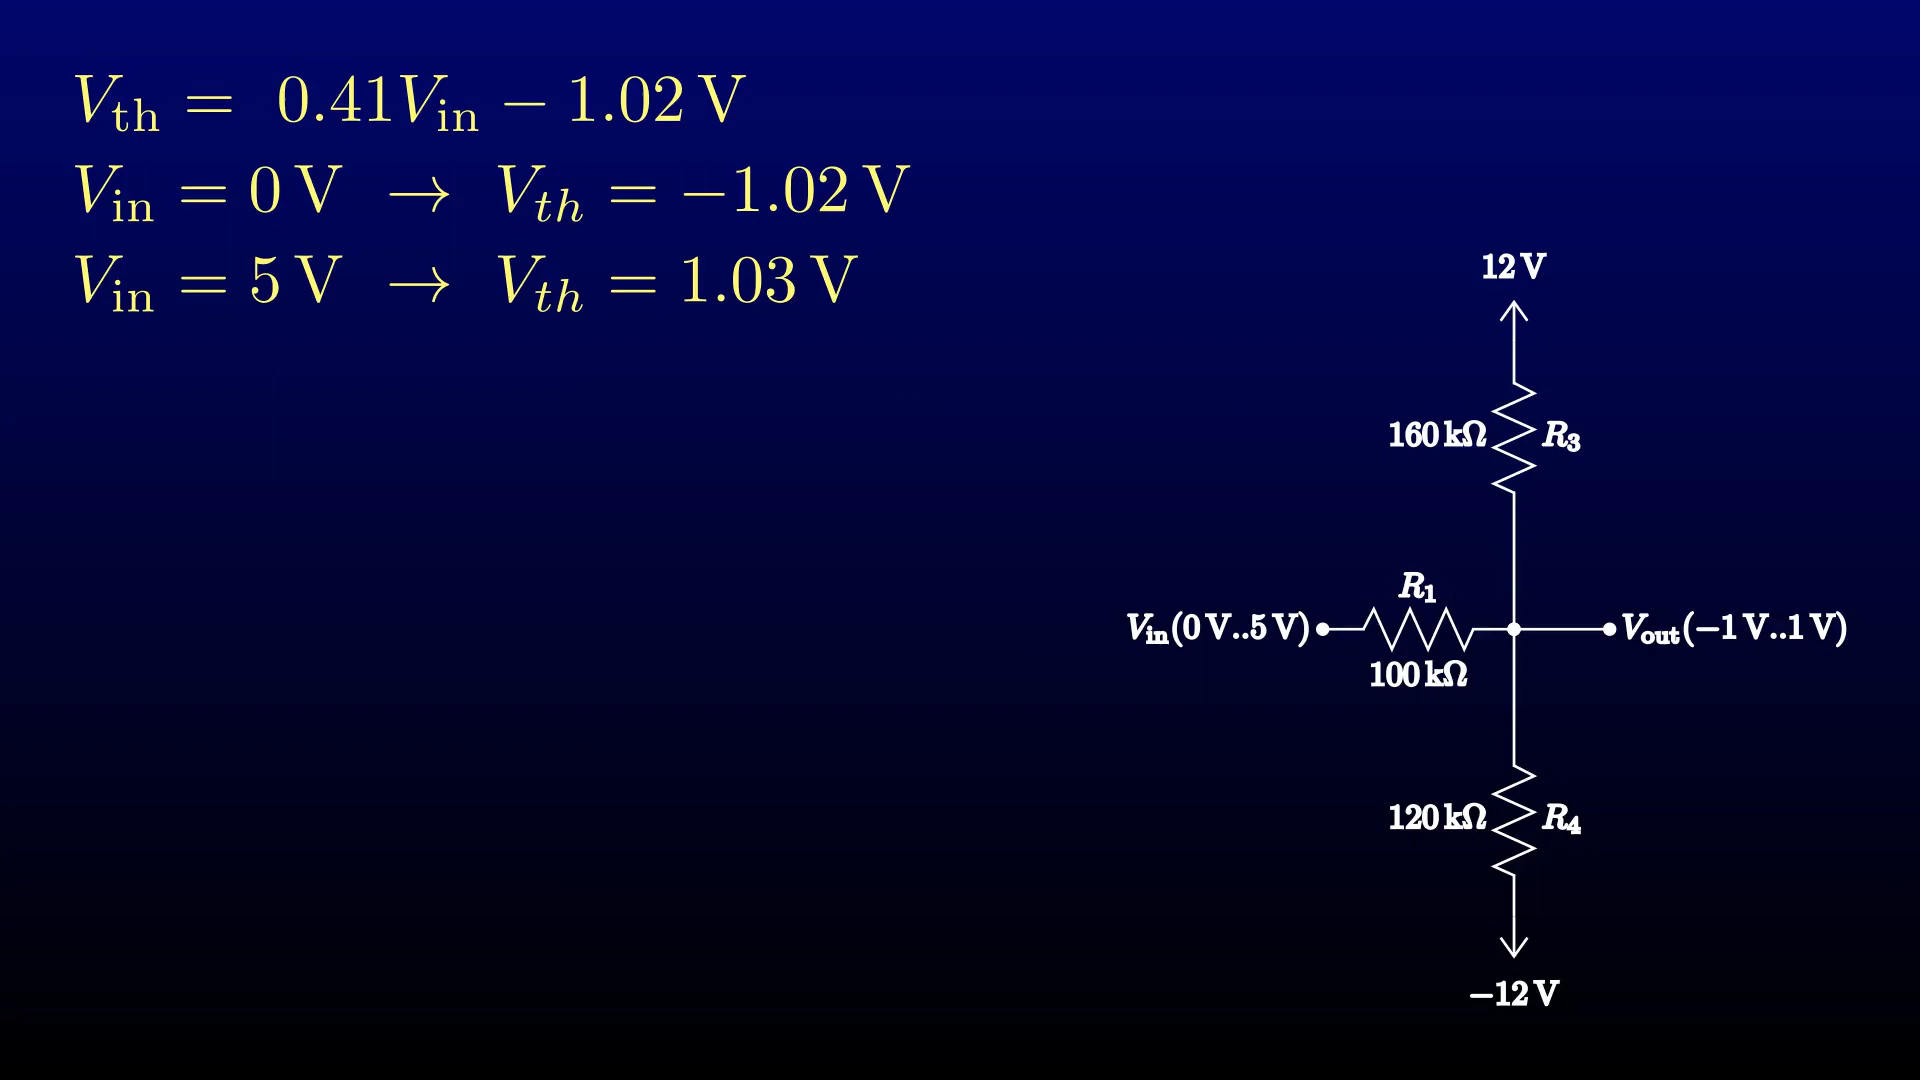 V_th = 0.41V_in − 1.02 V
V_in = 0 V → V_th = −1.02 V
V_in = 5 V → V_th = 1.03 V
12 V
160 kΩ R_3
R_1
V_in(0 V..5 V) V_out(−1 V..1 V)
100 kΩ
120 kΩ R_4
−12 V